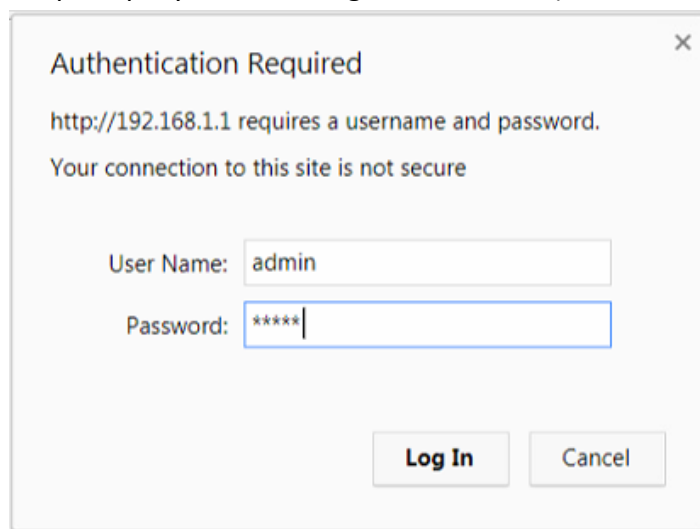 Authentication Required
http://192.168.1.1 requires a username and password.
Your connection to this site is not secure
User Name: admin
Password: *****
Log In Cancel